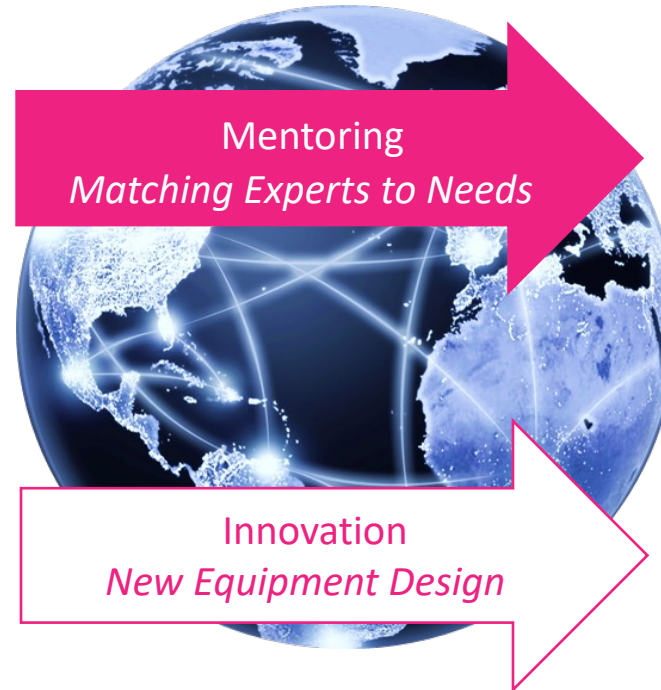 Mentoring
Matching Experts to Needs
Innovation
New Equipment Design